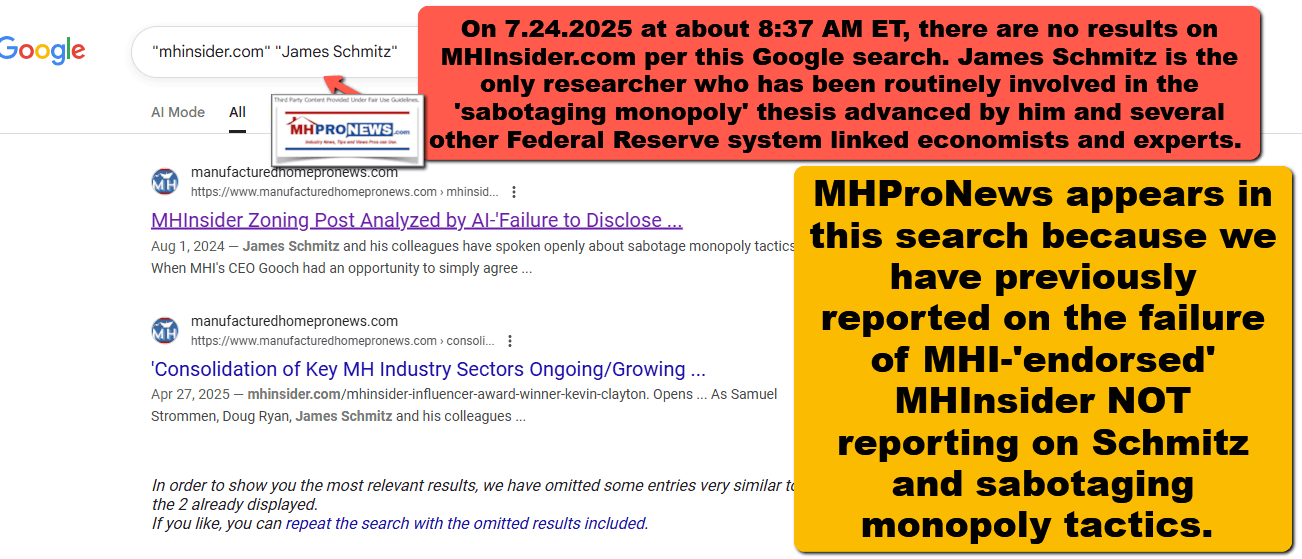 Google
"mhinsider.com" "James Schmitz"
On 7.24.2025 at about 8:37 AM ET, there are no results on
MHInsider.com per this Google search. James Schmitz is the
only researcher who has been routinely involved in the
'sabotaging monopoly' thesis advanced by him and several
other Federal Reserve system linked economists and experts.
AI Mode
All
Third Party Content Provided Under Fair Use Guidelines.
MHPRONEWS.com
Industry News, Tips and Views Pros can Use.
manufacturedhomepronews.com
https://www.manufacturedhomepronews.com › mhinsid...
MHInsider Zoning Post Analyzed by AI-'Failure to Disclose ...
Aug 1, 2024 — James Schmitz and his colleagues have spoken openly about sabotage monopoly tactics
When MHI's CEO Gooch had an opportunity to simply agree ...
MH
manufacturedhomepronews.com
https://www.manufacturedhomepronews.com › consoli...
'Consolidation of Key MH Industry Sectors Ongoing/Growing ...
Apr 27, 2025 — mhinsider.com/mhinsider-influencer-award-winner-kevin-clayton. Opens ... As Samuel
Strommen, Doug Ryan, James Schmitz and his colleagues ...
MH
In order to show you the most relevant results, we have omitted some entries very similar to
the 2 already displayed.
If you like, you can repeat the search with the omitted results included.
MHProNews appears in
this search because we
have previously
reported on the failure
of MHI-'endorsed'
MHInsider NOT
reporting on Schmitz
and sabotaging
monopoly tactics.